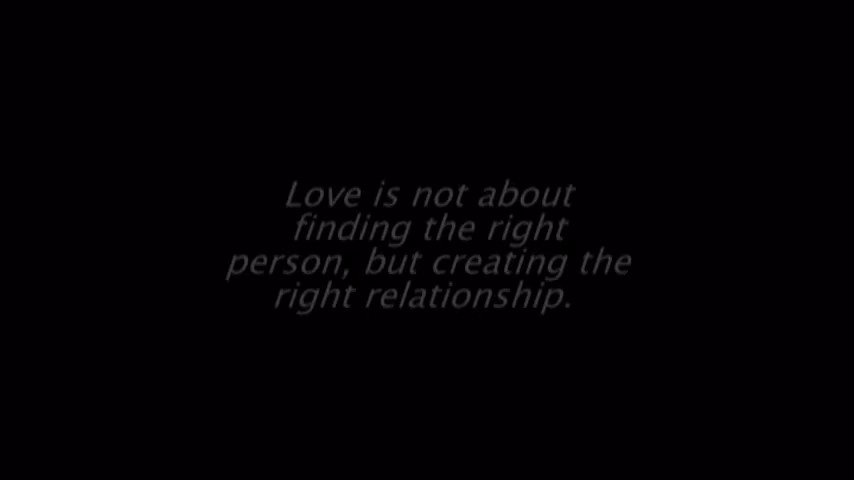 Love is not about
finding the right
person, but creating the
right relationship.